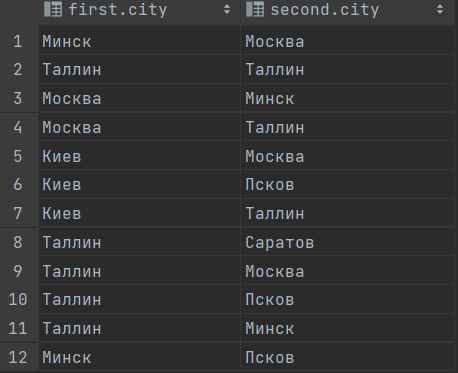 first.city second.city
1 Минск Москва
2 Таллин Таллин
3 Москва Минск
4 Москва Таллин
5 Киев Москва
6 Киев Псков
7 Киев Таллин
8 Таллин Саратов
9 Таллин Москва
10 Таллин Псков
11 Таллин Минск
12 Минск Псков